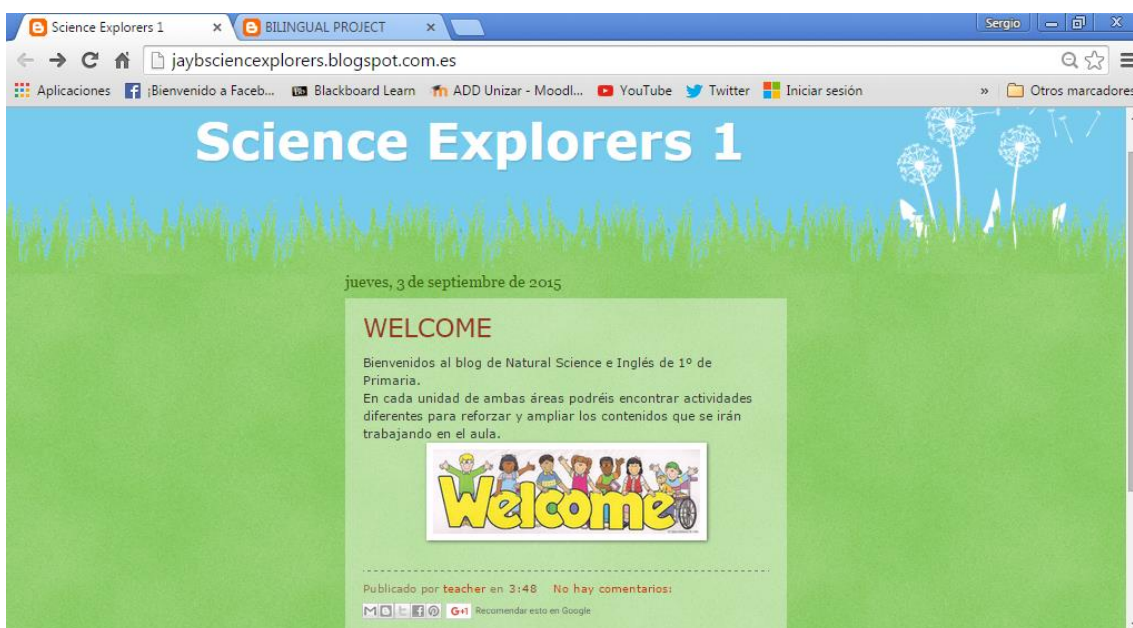 Science Explorers 1
BILINGUAL PROJECT
Sergio
jaybsciencexplorers.blogspot.com.es
Aplicaciones ¡Bienvenido a Faceb... Blackboard Learn ADD Unizar - Moodl... YouTube Twitter Iniciar sesión » Otros marcadores
Science Explorers 1
jueves, 3 de septiembre de 2015
WELCOME
Bienvenidos al blog de Natural Science e Inglés de 1º de
Primaria.
En cada unidad de ambas áreas podréis encontrar actividades
diferentes para reforzar y ampliar los contenidos que se irán
trabajando en el aula.
Welcome
Publicado por teacher en 3:48 No hay comentarios:
G+1 Recomendar esto en Google